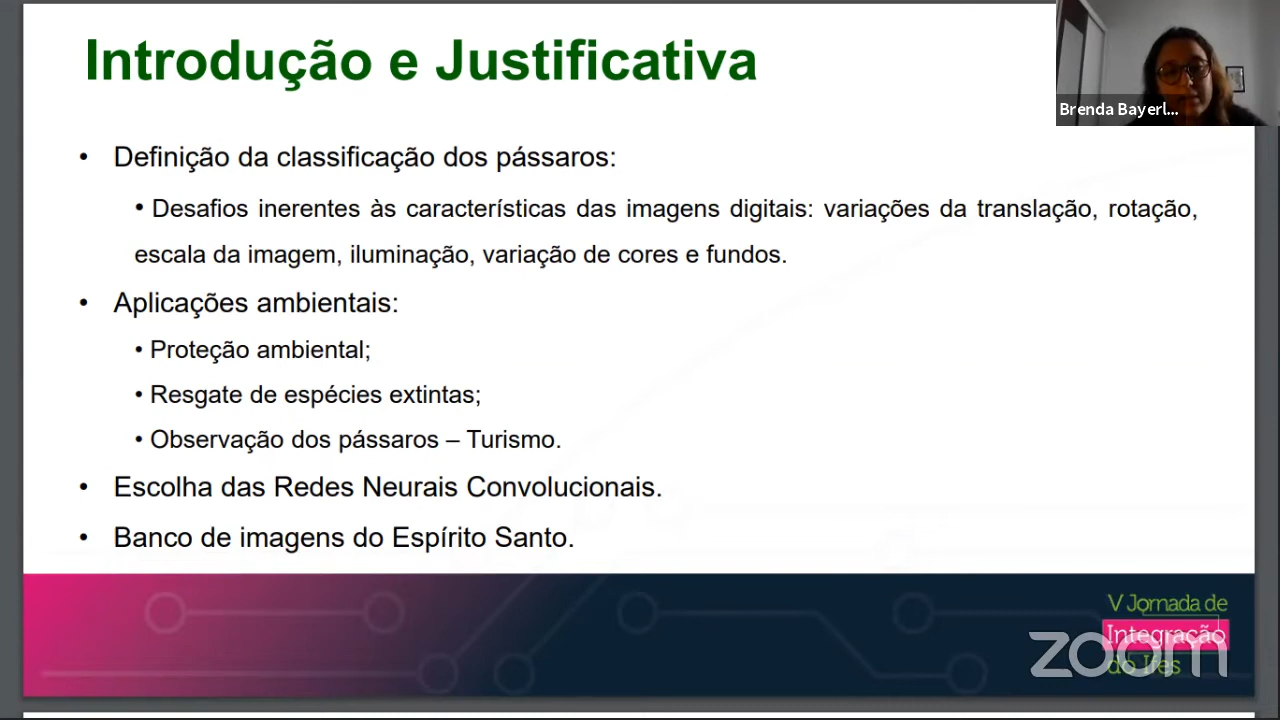 Introdução e Justificativa
Brenda Bayerl...
• Definição da classificação dos pássaros:
• Desafios inerentes às características das imagens digitais: variações da translação, rotação,
escala da imagem, iluminação, variação de cores e fundos.
• Aplicações ambientais:
• Proteção ambiental;
• Resgate de espécies extintas;
• Observação dos pássaros – Turismo.
• Escolha das Redes Neurais Convolucionais.
• Banco de imagens do Espírito Santo.
V Jornada de
Integração
do Ifes
zoom